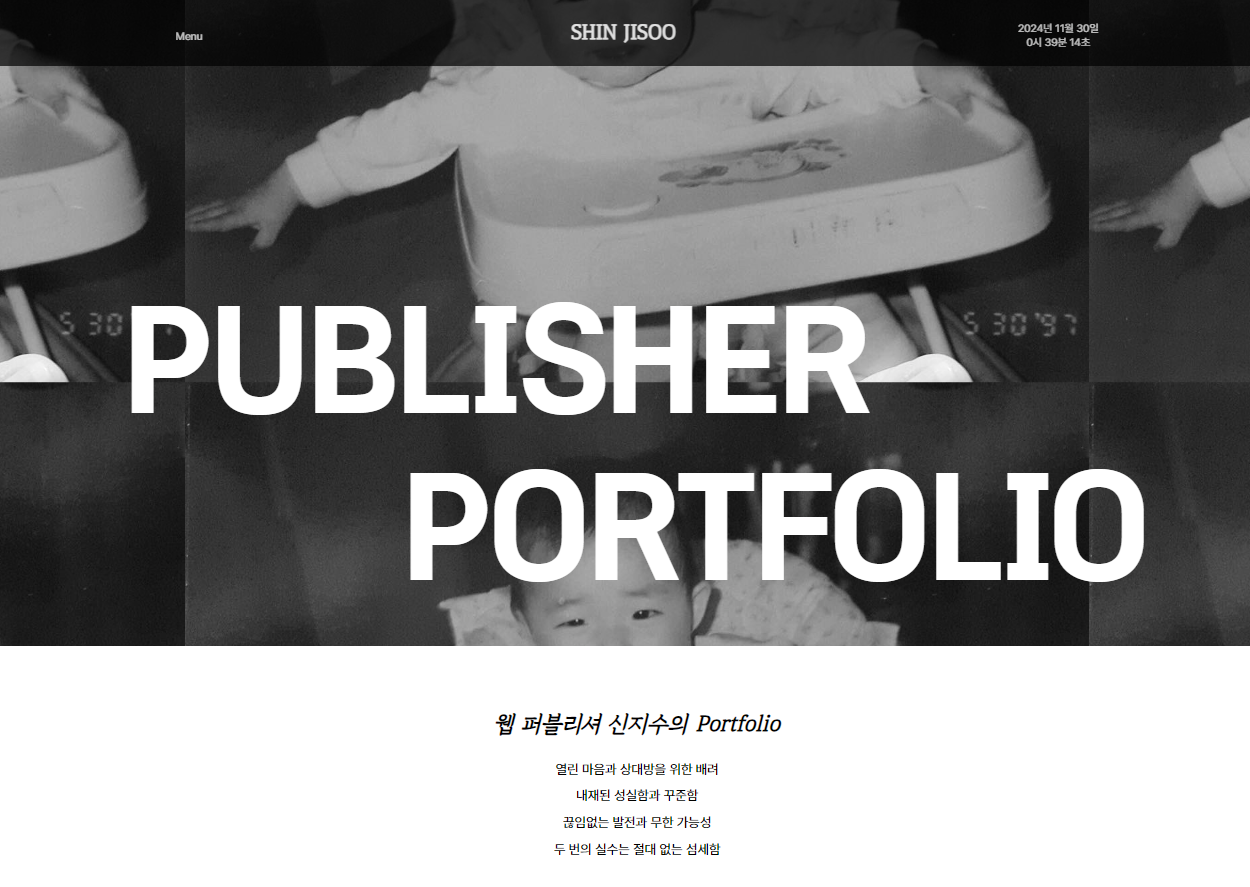 Menu
SHIN JISOO
2024년 11월 30일
0시 39분 14초
5 30
5 30'97
PUBLISHER
PORTFOLIO
웹 퍼블리셔 신지수의 Portfolio
열린 마음과 상대방을 위한 배려
내재된 성실함과 꾸준함
끊임없는 발전과 무한 가능성
두 번의 실수는 절대 없는 섬세함